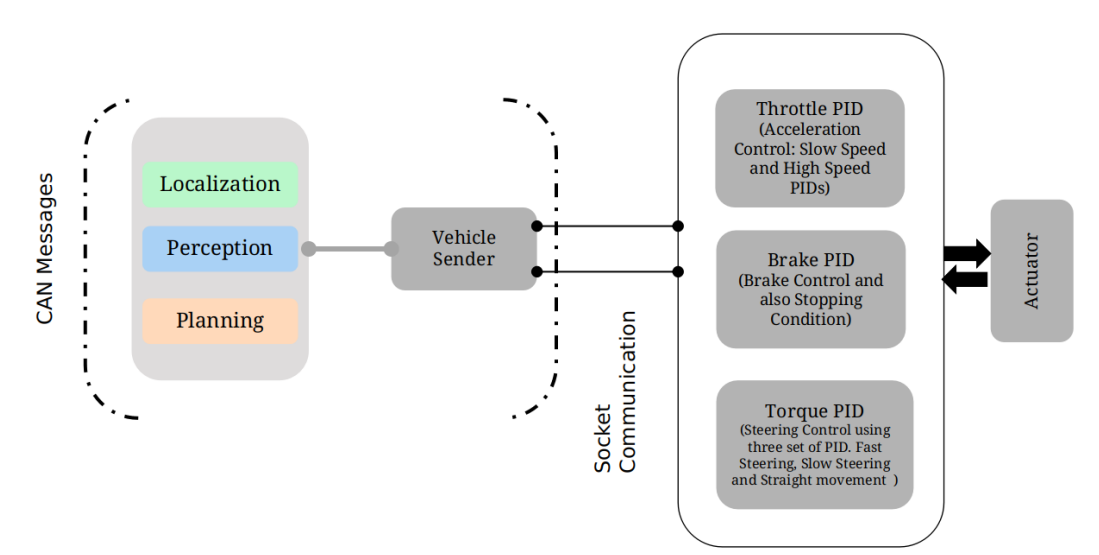 CAN Messages
Localization
Perception
Planning
Vehicle
Sender
Socket
Communication
Throttle PID
(Acceleration
Control: Slow Speed
and High Speed
PIDs)
Brake PID
(Brake Control and
also Stopping
Condition)
Torque PID
(Steering Control using
three set of PID. Fast
Steering, Slow Steering
and Straight movement )
Actuator